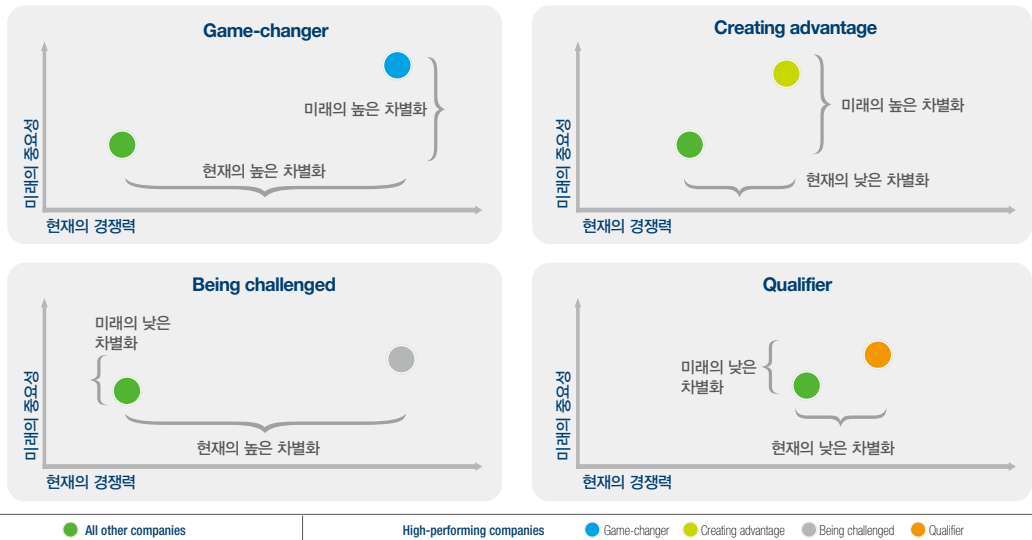 Game-changer
미래의 중요성
미래의 높은 차별화
현재의 높은 차별화
현재의 경쟁력
Creating advantage
미래의 중요성
미래의 높은 차별화
현재의 낮은 차별화
현재의 경쟁력
Being challenged
미래의 중요성
미래의 낮은
차별화
현재의 높은 차별화
현재의 경쟁력
Qualifier
미래의 중요성
미래의 낮은
차별화
현재의 낮은 차별화
현재의 경쟁력
All other companies
High-performing companies
Game-changer
Creating advantage
Being challenged
Qualifier